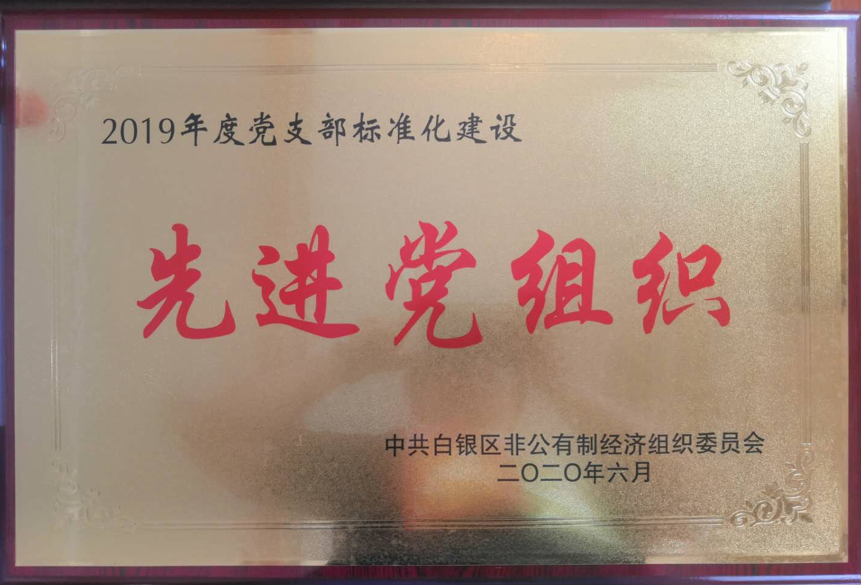 2019年度党支部标准化建设
先进党组织
中共白银区非公有制经济组织委员会
二〇二〇年六月